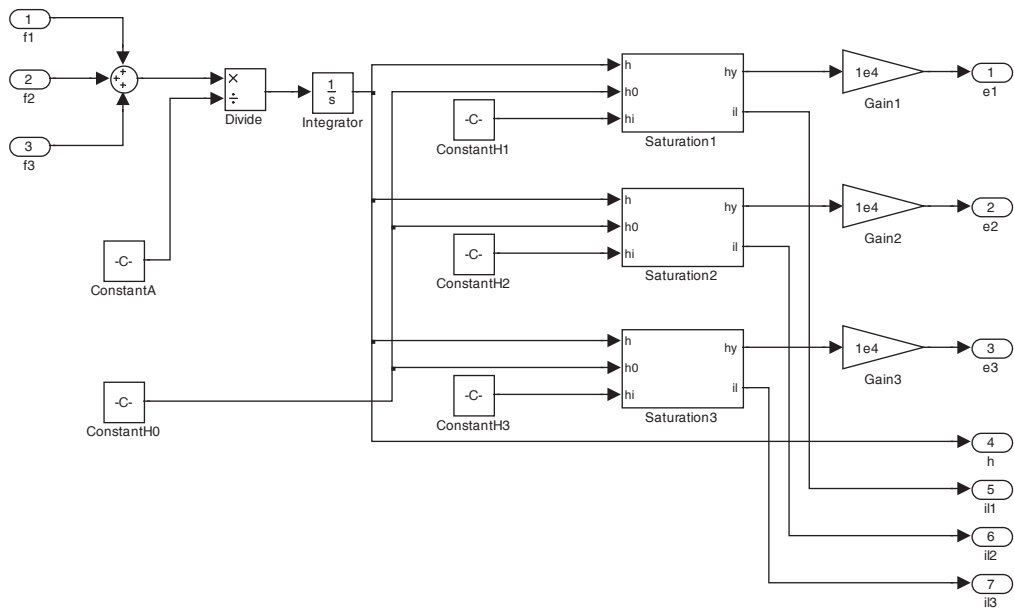 1
f1
2
f2
3
f3
+
+
+
×
÷
Divide
1
s
Integrator
-C-
ConstantA
-C-
ConstantH0
-C-
ConstantH1
h
h0
hi
hy
il
Saturation1
1e4
Gain1
1
e1
-C-
ConstantH2
h
h0
hi
hy
il
Saturation2
1e4
Gain2
2
e2
-C-
ConstantH3
h
h0
hi
hy
il
Saturation3
1e4
Gain3
3
e3
4
h
5
il1
6
il2
7
il3